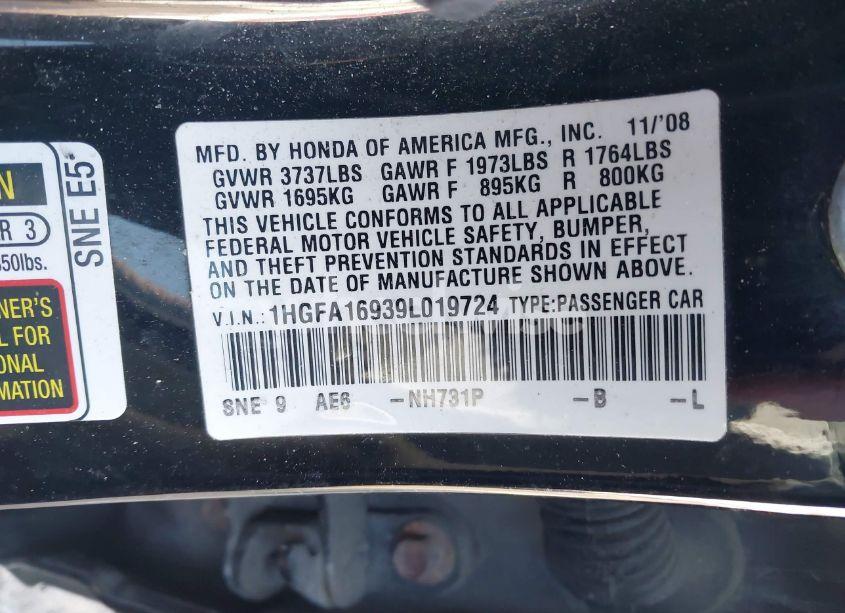 N
R 3
850lbs.
NER'S
L FOR
ONAL
RMATION
SNE E5
MFD. BY HONDA OF AMERICA MFG., INC. 11/'08
GVWR 3737LBS GAWR F 1973LBS R 1764LBS
GVWR 1695KG GAWR F 895KG R 800KG
THIS VEHICLE CONFORMS TO ALL APPLICABLE
FEDERAL MOTOR VEHICLE SAFETY, BUMPER,
AND THEFT PREVENTION STANDARDS IN EFFECT
ON THE DATE OF MANUFACTURE SHOWN ABOVE.
V.I.N.: 1HGFA16939L019724 TYPE:PASSENGER CAR
SNE 9 AE6 -NH731P -B -L